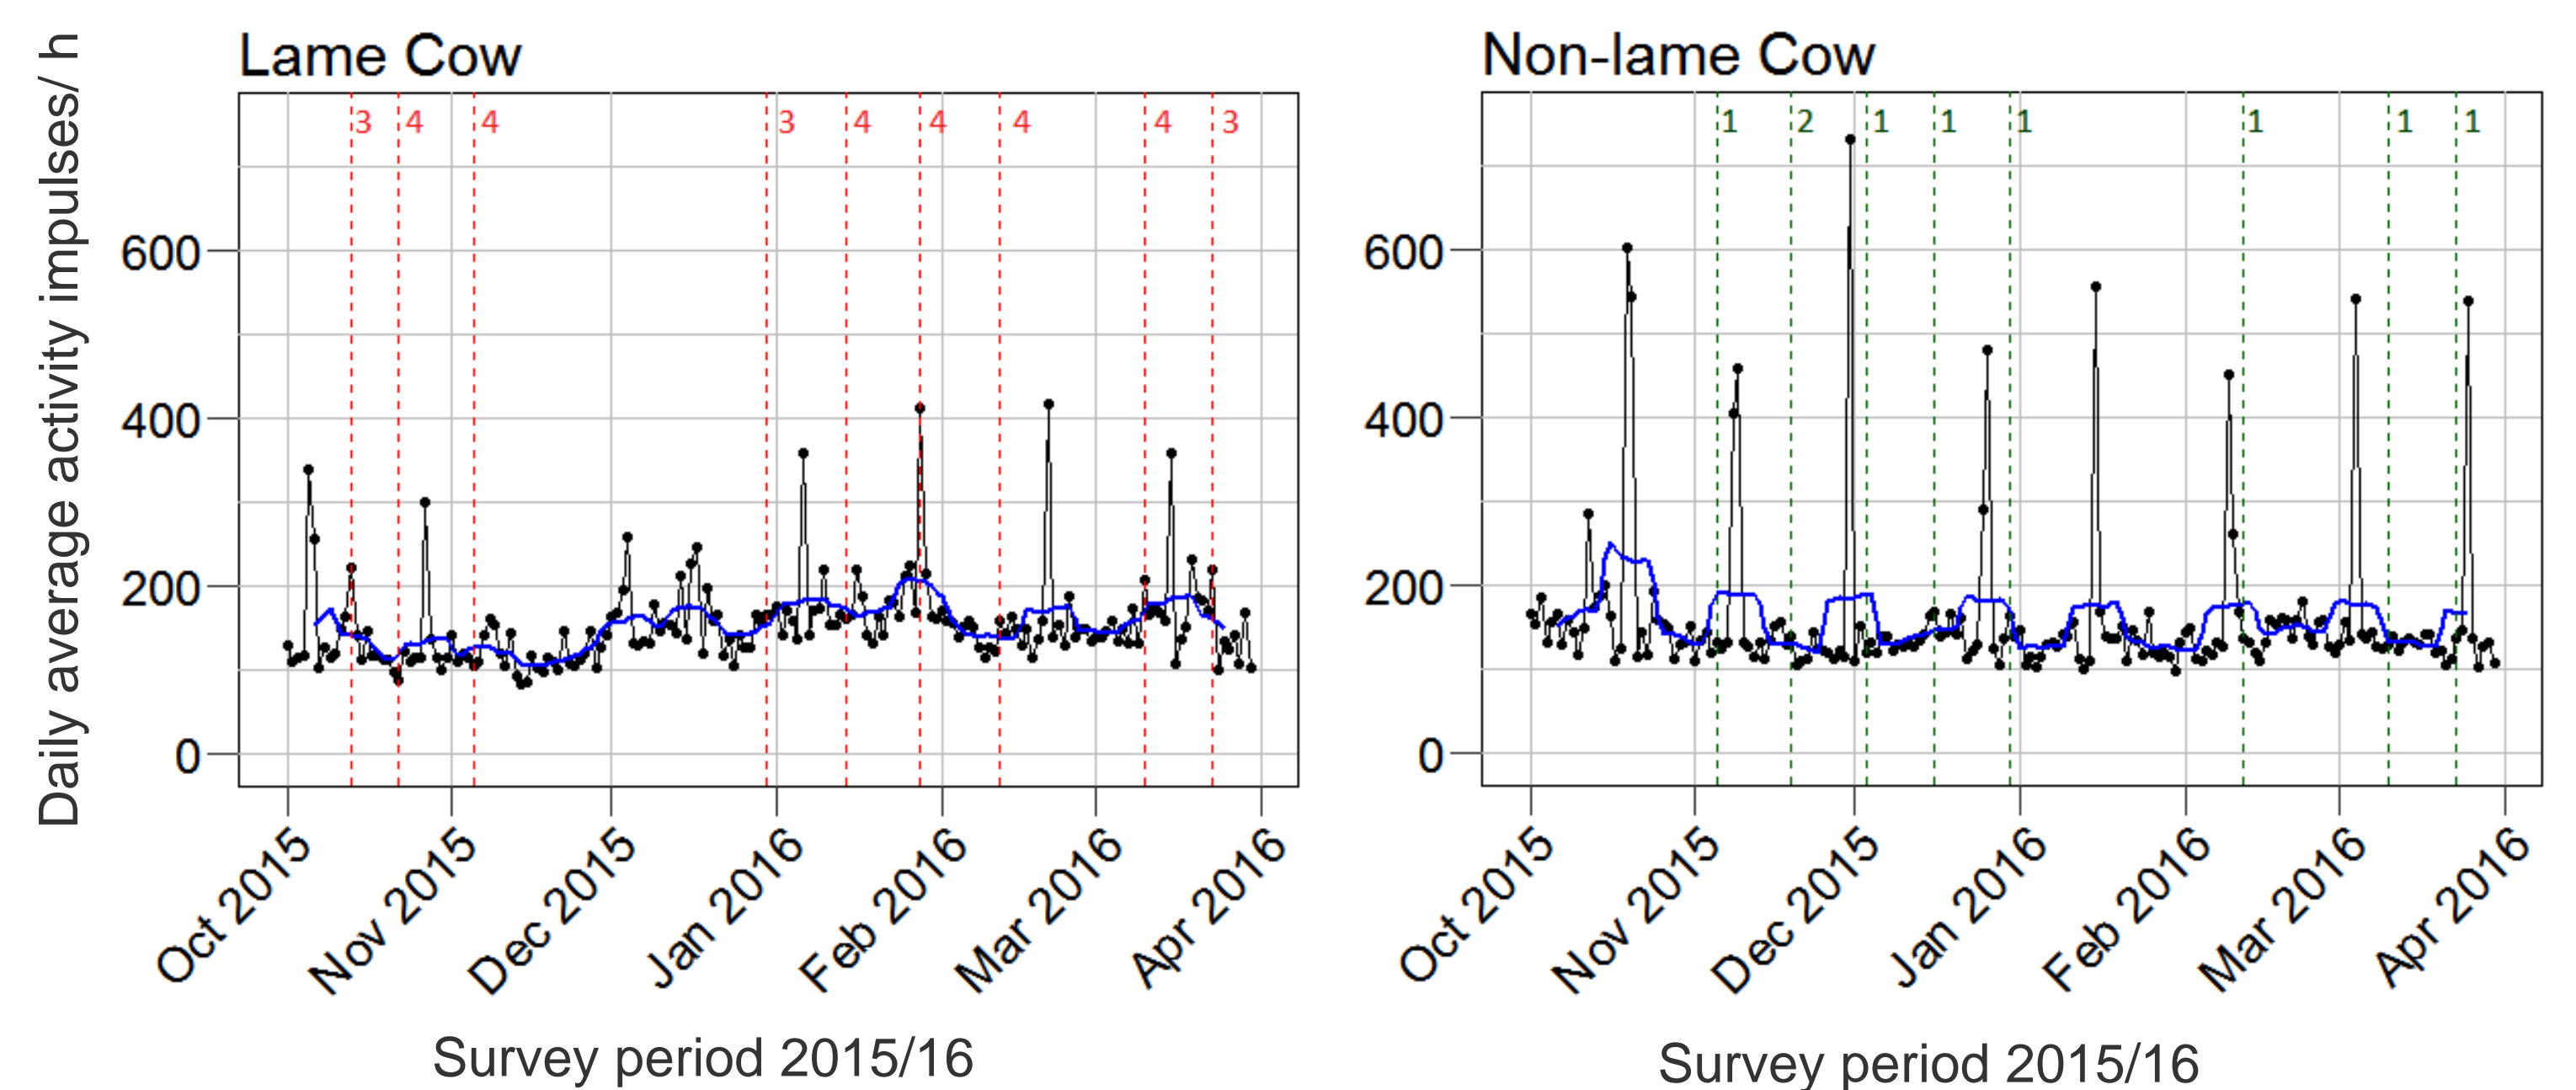 Lame Cow
Non-lame Cow
Daily average activity impulses/ h
3 4 4 3 4 4 4 4 3
1 2 1 1 1 1 1 1
600
400
200
0
600
400
200
0
Oct 2015
Nov 2015
Dec 2015
Jan 2016
Feb 2016
Mar 2016
Apr 2016
Oct 2015
Nov 2015
Dec 2015
Jan 2016
Feb 2016
Mar 2016
Apr 2016
Survey period 2015/16
Survey period 2015/16